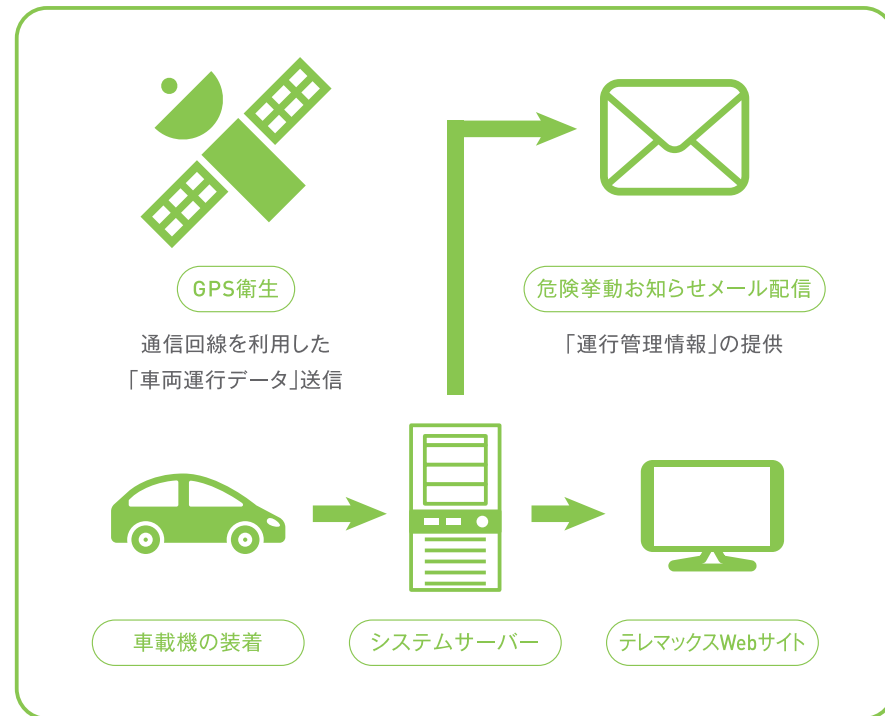 GPS衛生
通信回線を利用した
「車両運行データ」送信
危険挙動お知らせメール配信
「運行管理情報」の提供
車載機の装着
システムサーバー
テレマックスWebサイト